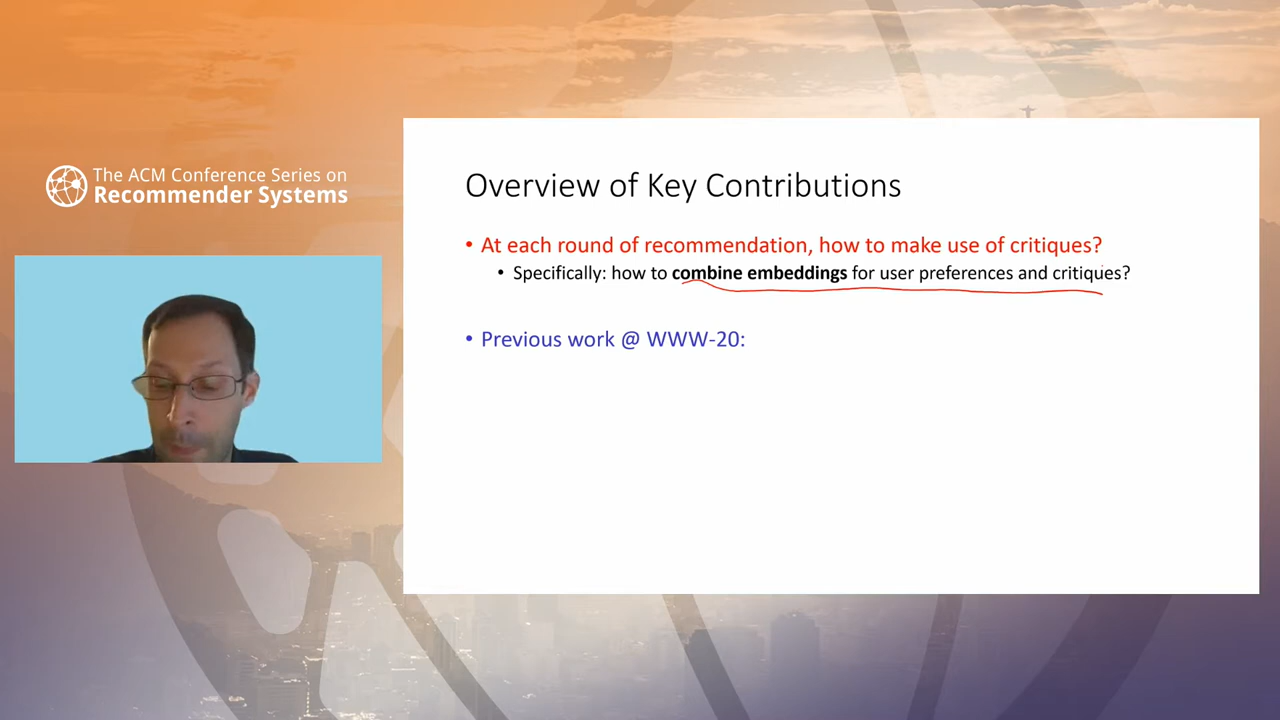 The ACM Conference Series on
Recommender Systems
Overview of Key Contributions
• At each round of recommendation, how to make use of critiques?
• Specifically: how to combine embeddings for user preferences and critiques?
• Previous work @ WWW-20: